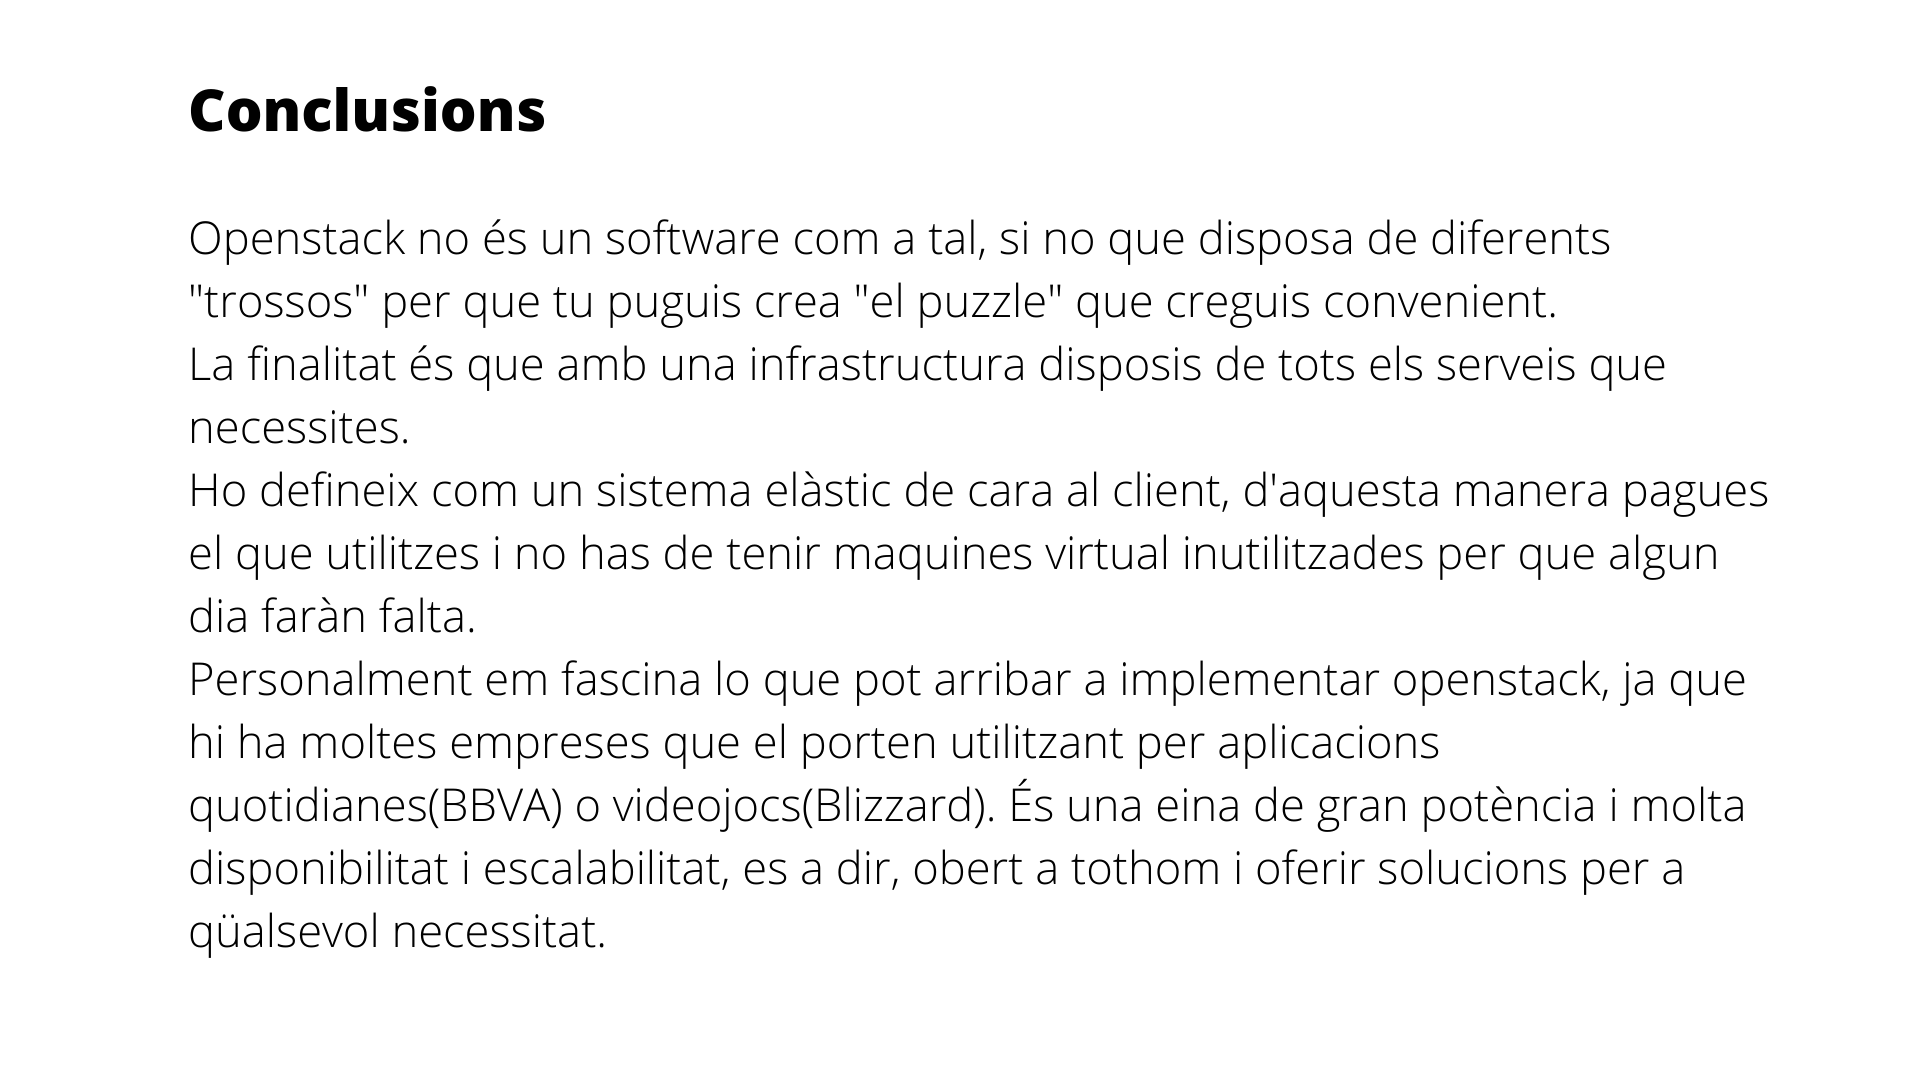 Conclusions
Openstack no és un software com a tal, si no que disposa de diferents
"trossos" per que tu puguis crea "el puzzle" que creguis convenient.
La finalitat és que amb una infrastructura disposis de tots els serveis que
necessites.
Ho defineix com un sistema elàstic de cara al client, d'aquesta manera pagues
el que utilitzes i no has de tenir maquines virtual inutilitzades per que algun
dia faràn falta.
Personalment em fascina lo que pot arribar a implementar openstack, ja que
hi ha moltes empreses que el porten utilitzant per aplicacions
quotidianes(BBVA) o videojocs(Blizzard). És una eina de gran potència i molta
disponibilitat i escalabilitat, es a dir, obert a tothom i oferir solucions per a
qüalsevol necessitat.